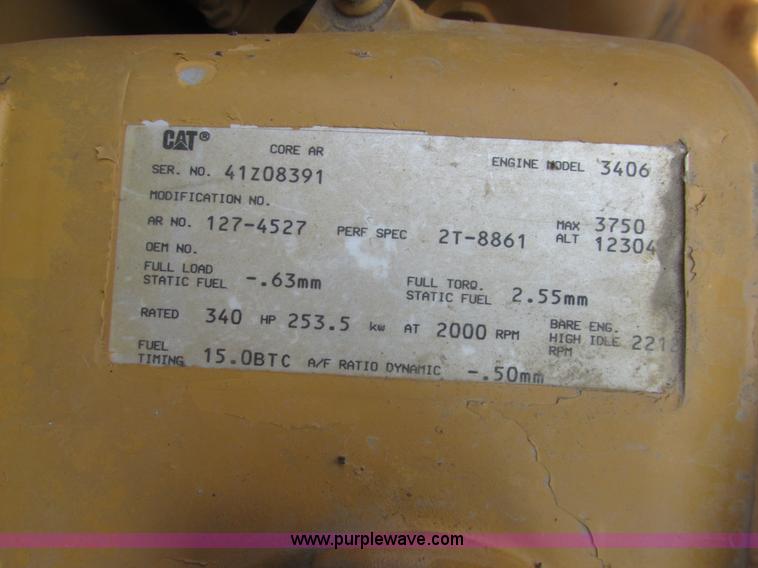 CAT® CORE AR ENGINE MODEL 3406
SER. NO. 41Z08391
MODIFICATION NO.
AR NO. 127-4527 PERF SPEC 2T-8861 MAX ALT 3750 12304
OEM NO.
FULL LOAD STATIC FUEL -.63mm FULL TORQ. STATIC FUEL 2.55mm
RATED 340 HP 253.5 kw AT 2000 RPM BARE ENG. HIGH IDLE RPM
FUEL TIMING 15.0BTC A/F RATIO DYNAMIC -.50mm
www.purplewave.com